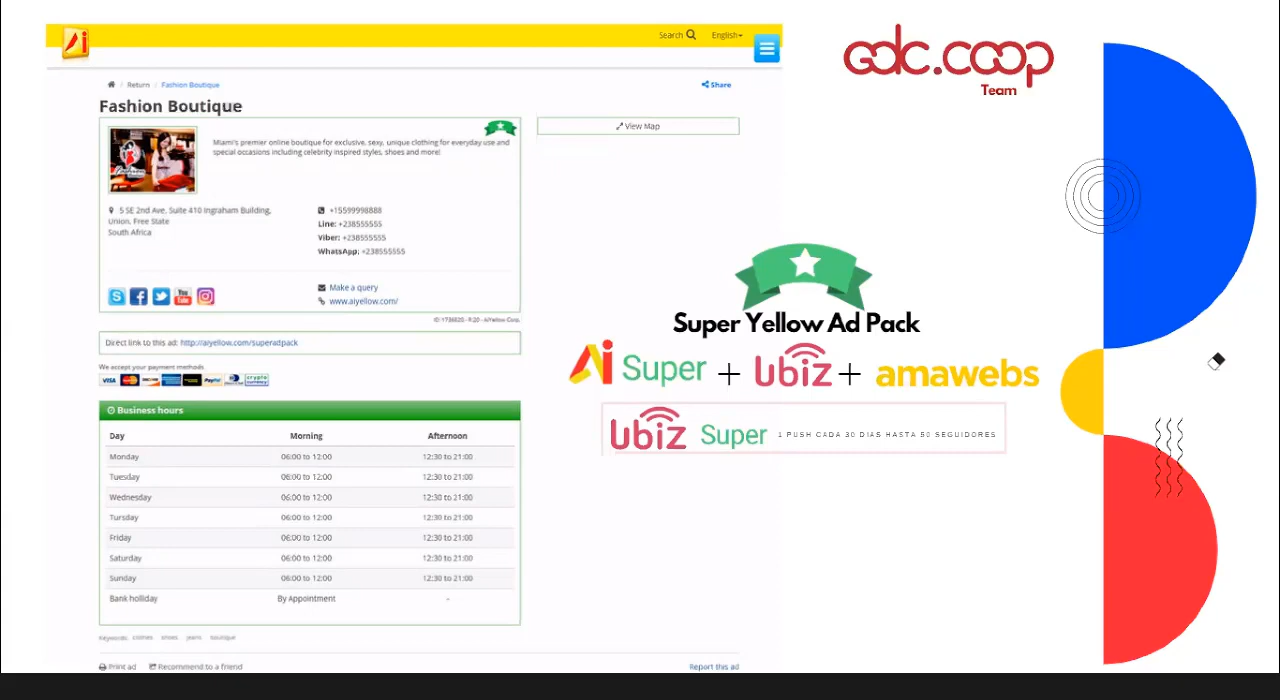 Search
English
Return / Fashion Boutique
Share
Fashion Boutique
Miami's premier online boutique for exclusive, sexy, unique clothing for everyday use and
special occasions including celebrity inspired styles, shoes and more!
View Map
5 SE 2nd Ave, Suite 410 Ingraham Building,
Union, Free State
South Africa
+15599998888
Line: +238555555
Viber: +238555555
WhatsApp: +238555555
Make a query
www.aiyellow.com/
Direct link to this ad: http://aiyellow.com/superadpack
We accept your payment methods
VISA
PayPal
crypto
currency
Business hours
Day Morning Afternoon
Monday 06:00 to 12:00 12:30 to 21:00
Tuesday 06:00 to 12:00 12:30 to 21:00
Wednesday 06:00 to 12:00 12:30 to 21:00
Tursday 06:00 to 12:00 12:30 to 21:00
Friday 06:00 to 12:00 12:30 to 21:00
Saturday 06:00 to 12:00 12:30 to 21:00
Sunday 06:00 to 12:00 12:30 to 21:00
Bank holliday By Appointment -
Keywords: clothes shoes jeans boutique
Print ad Recommend to a friend
Report this ad
Gdc.coop
Team
Super Yellow Ad Pack
Ai Super + Ubiz + amawebs
Ubiz Super 1 PUSH CADA 30 DIAS HASTA 50 SEGUIDORES